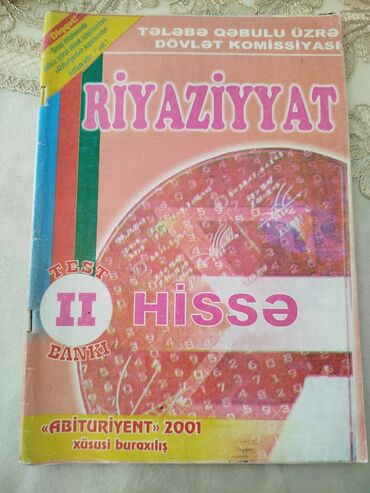 Diqqət!
TƏLƏBƏ QƏBULU ÜZRƏ
DÖVLƏT KOMİSSİYASI
RİYAZİYYAT
TEST
II
BANKI
HİSSƏ
«ABİTURİYENT» 2001
xüsusi buraxılış